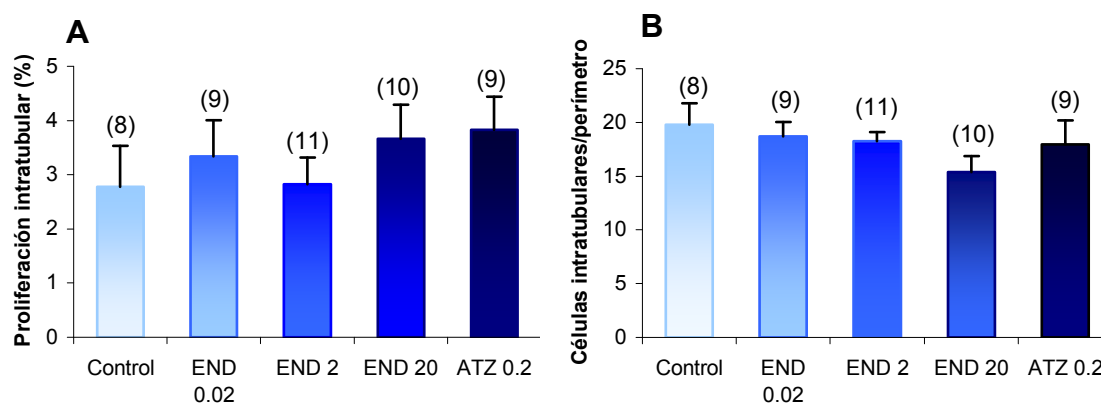 A
Proliferación intratubular (%)
5
4
3
2
1
0
(8)
(9)
(11)
(10)
(9)
Control
END 0.02
END 2
END 20
ATZ 0.2
B
Células intratubulares/perímetro
25
20
15
10
5
0
(8)
(9)
(11)
(10)
(9)
Control
END 0.02
END 2
END 20
ATZ 0.2